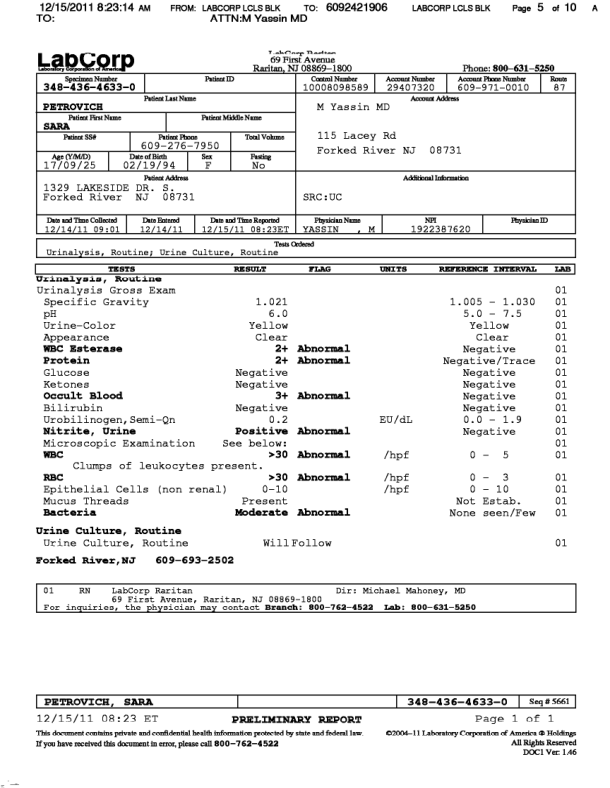 12/15/2011 8:23:14 AM FROM: LABCORP LCLS BLK TO: 6092421906 LABCORP LCLS BLK Page 5 of 10 A
TO: ATTN:M Yassin MD
LabCorp
Laboratory Corporation of America
LabCorp Raritan
69 First Avenue
Raritan, NJ 08869-1800 Phone: 800-631-5250
Specimen Number Patient ID Control Number Account Number Account Phone Number Route
348-436-4633-0 10008098589 29407320 609-971-0010 87
Patient Last Name Account Address
PETROVICH
Patient First Name Patient Middle Name
SARA
M Yassin MD
Patient SS# Patient Phone Total Volume
609-276-7950
115 Lacey Rd
Forked River NJ 08731
Age (Y/M/D) Date of Birth Sex Fasting
17/09/25 02/19/94 F No
Patient Address Additional Information
1329 LAKESIDE DR. S.
Forked River NJ 08731
SRC:UC
Date and Time Collected Date Entered Date and Time Reported Physician Name NPI Physician ID
12/14/11 09:01 12/14/11 12/15/11 08:23ET YASSIN , M 1922387620
Tests Ordered
Urinalysis, Routine; Urine Culture, Routine
TESTS RESULT FLAG UNITS REFERENCE INTERVAL LAB
Urinalysis, Routine
Urinalysis Gross Exam 01
Specific Gravity 1.021 1.005 - 1.030 01
pH 6.0 5.0 - 7.5 01
Urine-Color Yellow Yellow 01
Appearance Clear Clear 01
WBC Esterase 2+ Abnormal Negative 01
Protein 2+ Abnormal Negative/Trace 01
Glucose Negative Negative 01
Ketones Negative Negative 01
Occult Blood 3+ Abnormal Negative 01
Bilirubin Negative Negative 01
Urobilinogen,Semi-Qn 0.2 EU/dL 0.0 - 1.9 01
Nitrite, Urine Positive Abnormal Negative 01
Microscopic Examination See below: 01
WBC >30 Abnormal /hpf 0 - 5 01
Clumps of leukocytes present.
RBC >30 Abnormal /hpf 0 - 3 01
Epithelial Cells (non renal) 0-10 /hpf 0 - 10 01
Mucus Threads Present Not Estab. 01
Bacteria Moderate Abnormal None seen/Few 01
Urine Culture, Routine
Urine Culture, Routine Will Follow 01
Forked River,NJ 609-693-2502
01 RN LabCorp Raritan Dir: Michael Mahoney, MD
69 First Avenue, Raritan, NJ 08869-1800
For inquiries, the physician may contact Branch: 800-762-4522 Lab: 800-631-5250
PETROVICH, SARA 348-436-4633-0 Seq # 5661
12/15/11 08:23 ET PRELIMINARY REPORT Page 1 of 1
This document contains private and confidential health information protected by state and federal law. ©2004-11 Laboratory Corporation of America ® Holdings
If you have received this document in error, please call 800-762-4522 All Rights Reserved
DOC1 Ver: 1.46